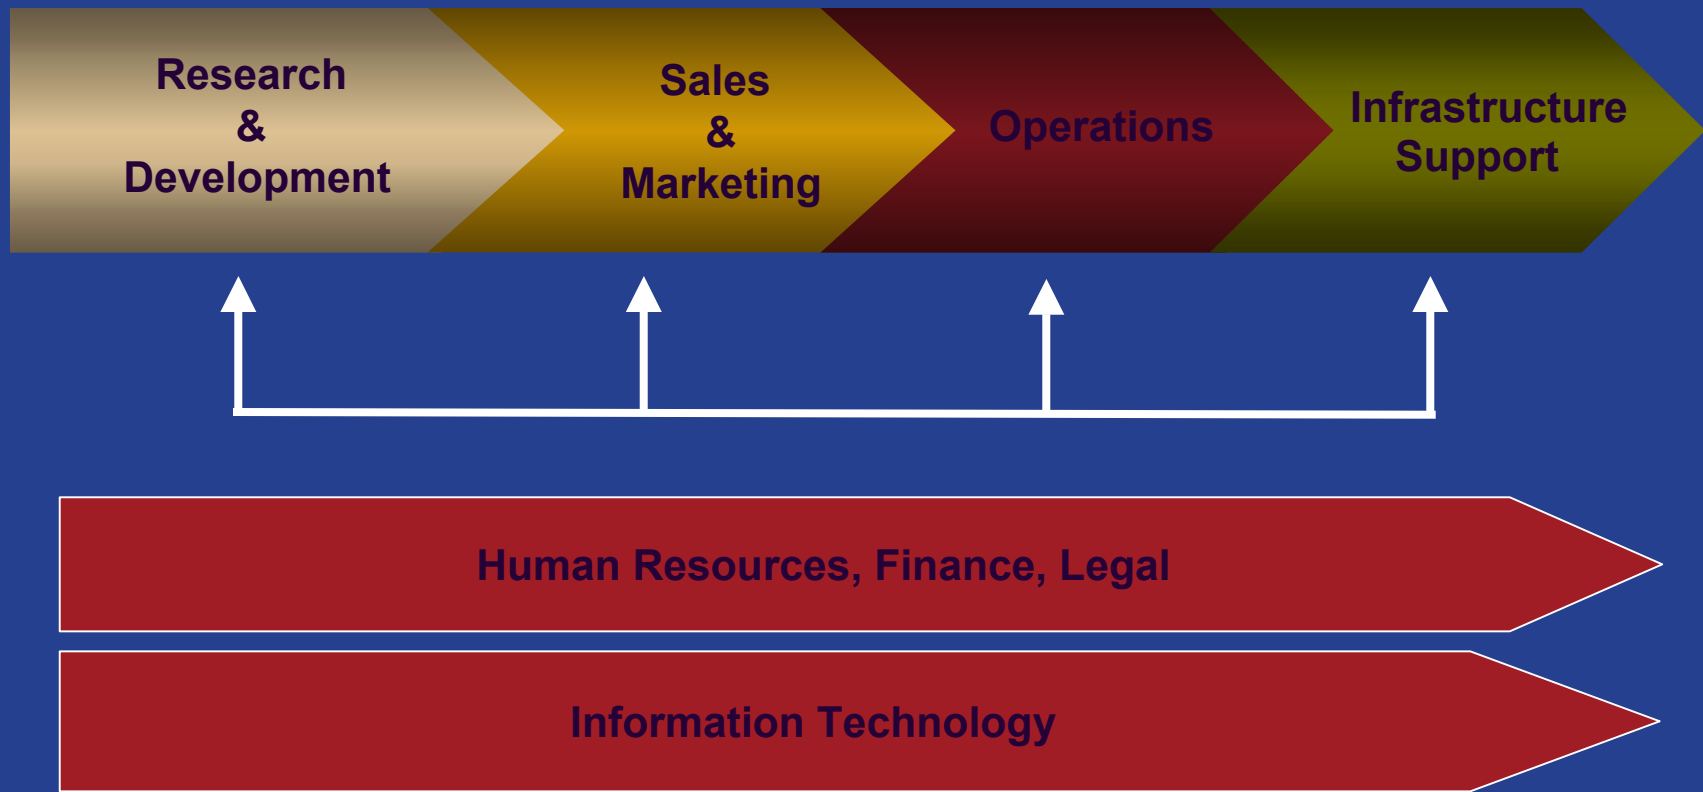 Research
&
Development
Sales
&
Marketing
Operations
Infrastructure
Support
Human Resources, Finance, Legal
Information Technology